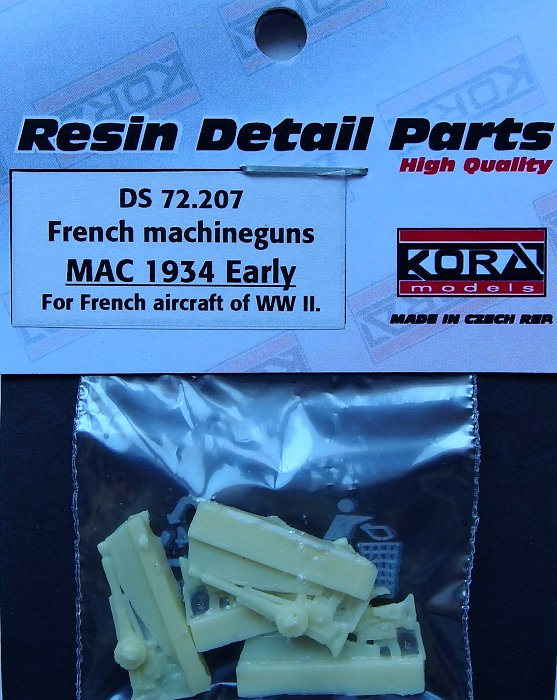 Resin Detail Parts
High Quality
DS 72.207
French machineguns
MAC 1934 Early
For French aircraft of WW II.
KORA
models
MADE IN CZECH REP.